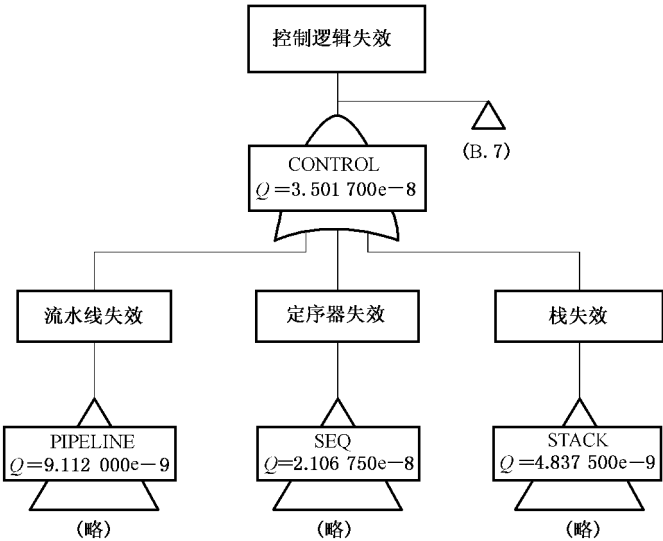 控制逻辑失效
(B.7)
CONTROL
Q=3.501 700e-8
流水线失效
定序器失效
栈失效
PIPELINE
Q=9.112 000e-9
SEQ
Q=2.106 750e-8
STACK
Q=4.837 500e-9
(略)
(略)
(略)